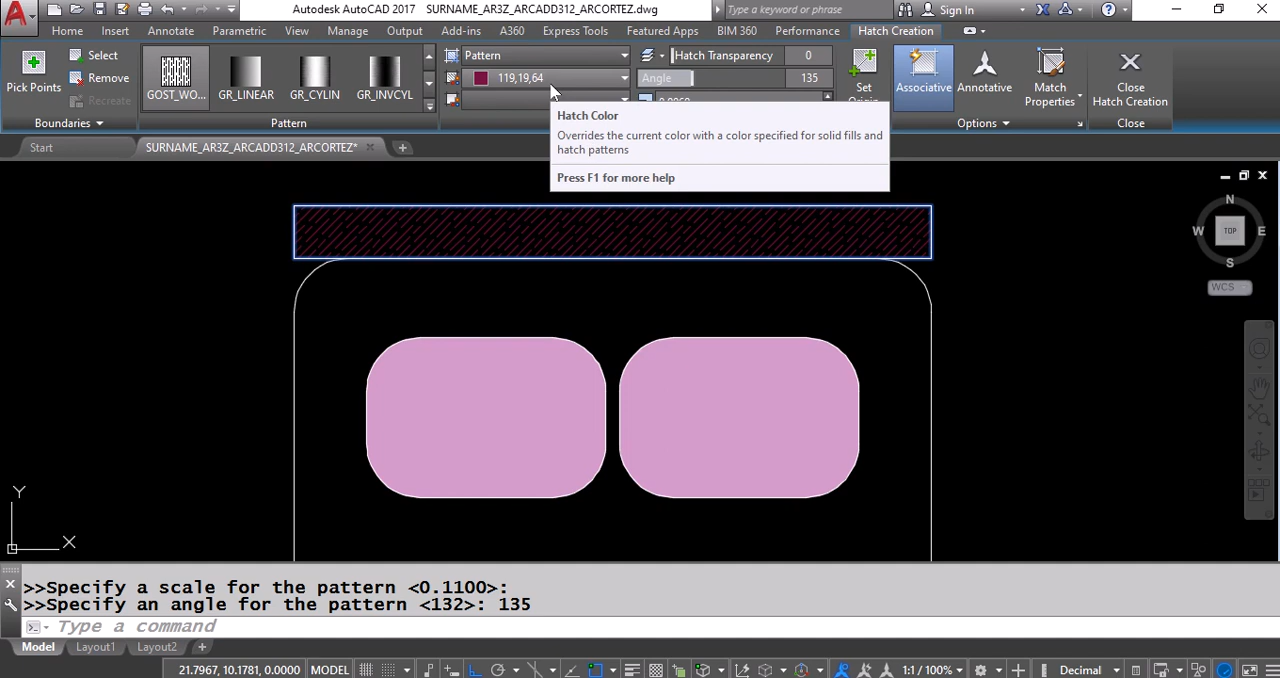 Autodesk AutoCAD 2017 SURNAME_AR3Z_ARCADD312_ARCORTEZ.dwg
Type a keyword or phrase
Sign In
Home Insert Annotate Parametric View Manage Output Add-ins A360 Express Tools Featured Apps BIM 360 Performance Hatch Creation
Pick Points
Select
Remove
Recreate
Boundaries
GOST_WO...
GR_LINEAR
GR_CYLIN
GR_INVCYL
Pattern
Pattern
119,19,64
Hatch Transparency 0
Angle 135
Set
Associative
Annotative
Match
Properties
Options
Close
Hatch Creation
Close
Hatch Color
Overrides the current color with a color specified for solid fills and
hatch patterns
Press F1 for more help
Start
SURNAME_AR3Z_ARCADD312_ARCORTEZ*
N
W
TOP
E
S
WCS
Y
X
>>Specify a scale for the pattern <0.1100>:
>>Specify an angle for the pattern <132>: 135
Type a command
Model Layout1 Layout2
21.7967, 10.1781, 0.0000 MODEL
1:1 / 100%
Decimal